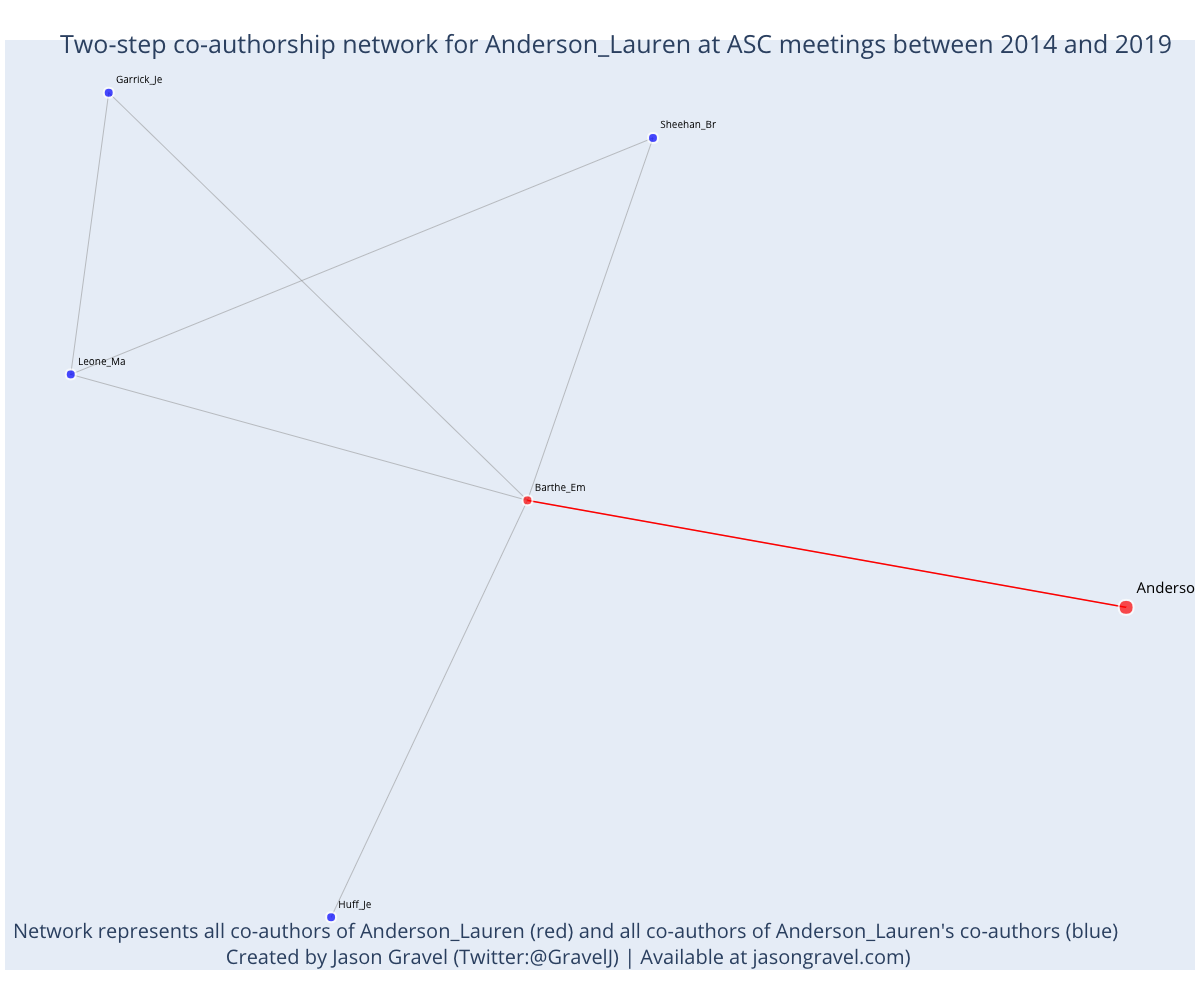 Two-step co-authorship network for Anderson_Lauren at ASC meetings between 2014 and 2019
Garrick_Je
Sheehan_Br
Leone_Ma
Barthe_Em
Anderso
Huff_Je
Network represents all co-authors of Anderson_Lauren (red) and all co-authors of Anderson_Lauren's co-authors (blue)
Created by Jason Gravel (Twitter:@GravelJ) | Available at jasongravel.com)